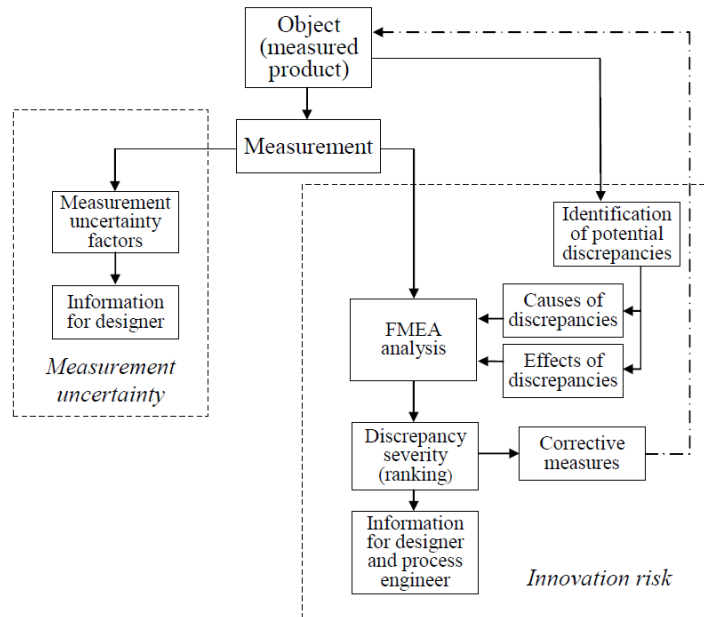 Object
(measured
product)
Measurement
Measurement
uncertainty
factors
Information
for designer
Measurement
uncertainty
Identification
of potential
discrepancies
Causes of
discrepancies
FMEA
analysis
Effects of
discrepancies
Discrepancy
severity
(ranking)
Corrective
measures
Information
for designer
and process
engineer
Innovation risk